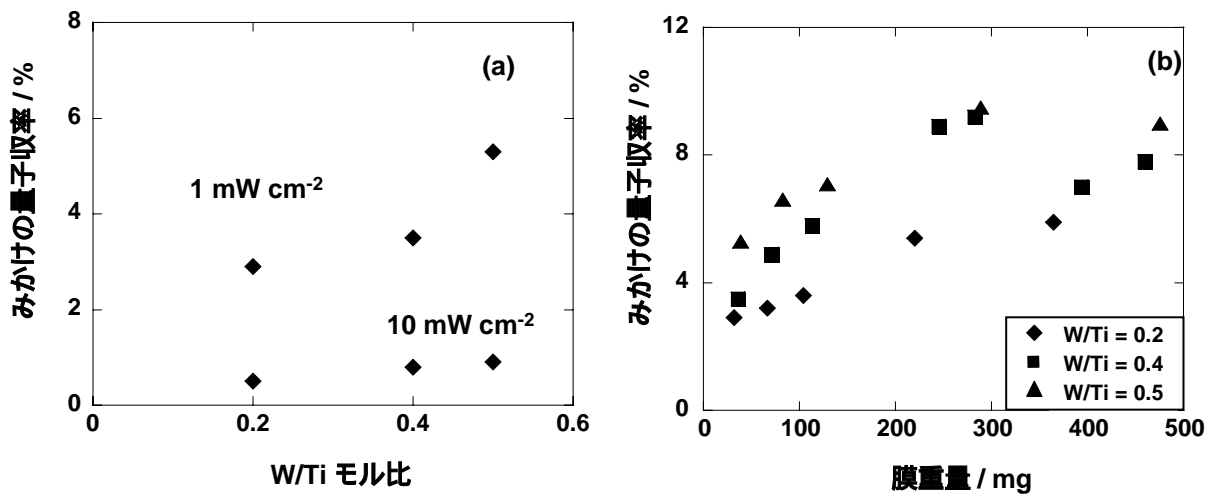 みかけの量子収率 / %
8
6
4
2
0
(a)
1 mW cm-2
10 mW cm-2
0
0.2
0.4
0.6
W/Ti モル比
みかけの量子収率 / %
12
8
4
0
(b)
W/Ti = 0.2
W/Ti = 0.4
W/Ti = 0.5
0
100
200
300
400
500
膜重量 / mg